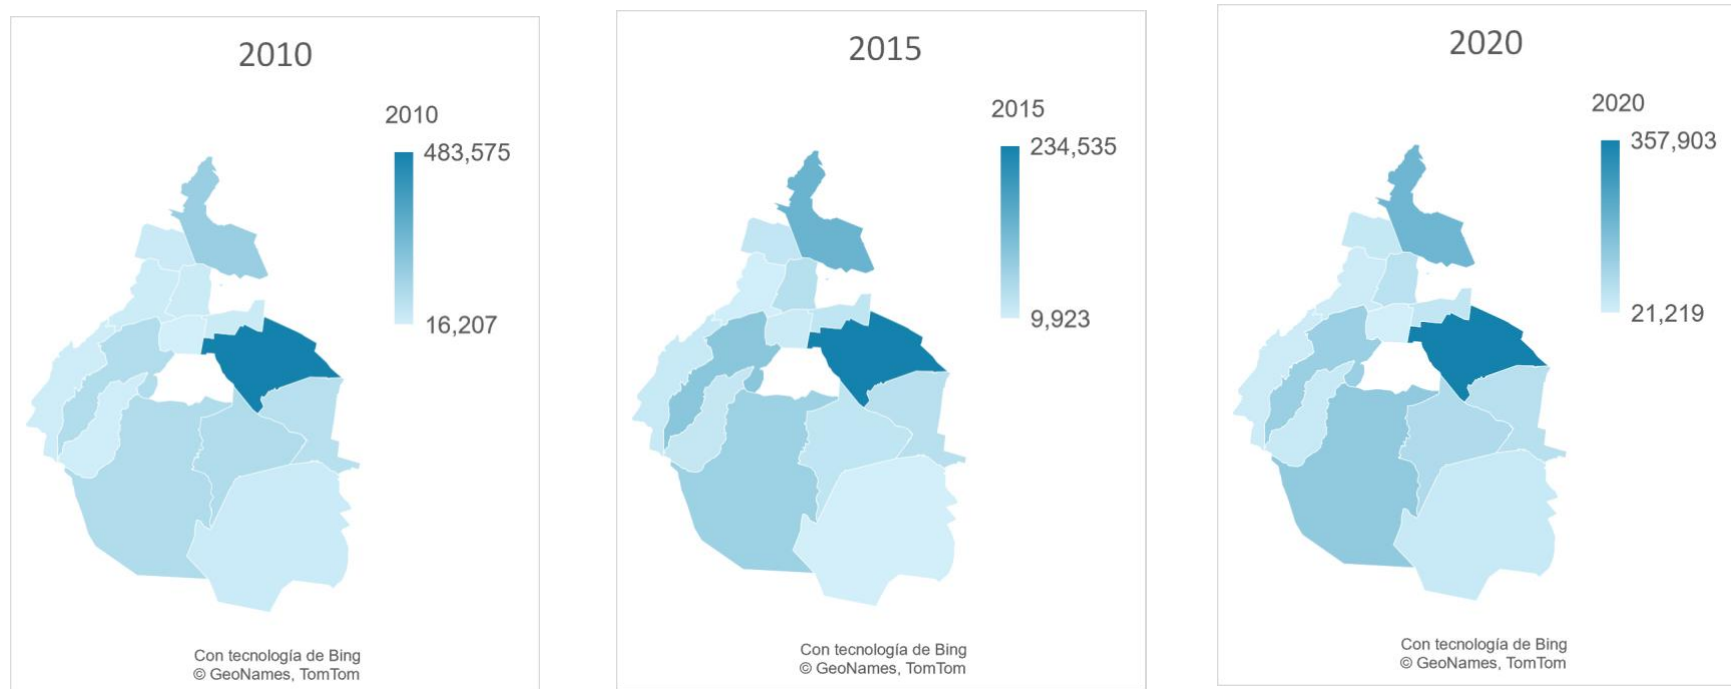 2010
2010
483,575
16,207
Con tecnología de Bing
© GeoNames, TomTom
2015
2015
234,535
9,923
Con tecnología de Bing
© GeoNames, TomTom
2020
2020
357,903
21,219
Con tecnología de Bing
© GeoNames, TomTom